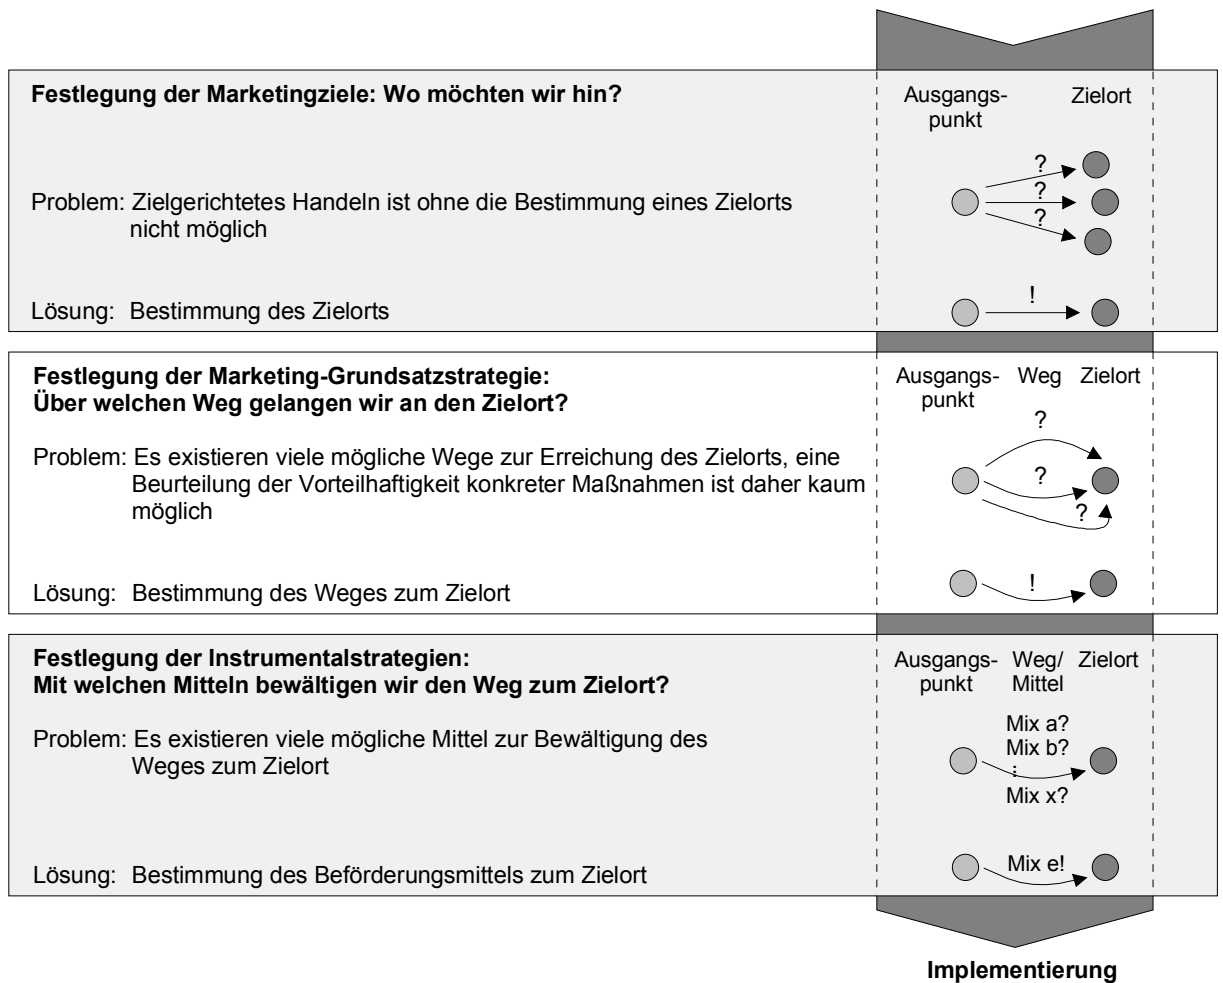 Festlegung der Marketingziele: Wo möchten wir hin?
Ausgangs-
punkt
Zielort
?
?
?
Problem: Zielgerichtetes Handeln ist ohne die Bestimmung eines Zielorts
nicht möglich
Lösung: Bestimmung des Zielorts
!
Festlegung der Marketing-Grundsatzstrategie:
Über welchen Weg gelangen wir an den Zielort?
Ausgangs-
punkt
Weg
Zielort
?
?
?
Problem: Es existieren viele mögliche Wege zur Erreichung des Zielorts, eine
Beurteilung der Vorteilhaftigkeit konkreter Maßnahmen ist daher kaum
möglich
Lösung: Bestimmung des Weges zum Zielort
!
Festlegung der Instrumentalstrategien:
Mit welchen Mitteln bewältigen wir den Weg zum Zielort?
Ausgangs-
punkt
Weg/
Mittel
Zielort
Problem: Es existieren viele mögliche Mittel zur Bewältigung des
Weges zum Zielort
Mix a?
Mix b?
⋮
Mix x?
Lösung: Bestimmung des Beförderungsmittels zum Zielort
Mix e!
Implementierung